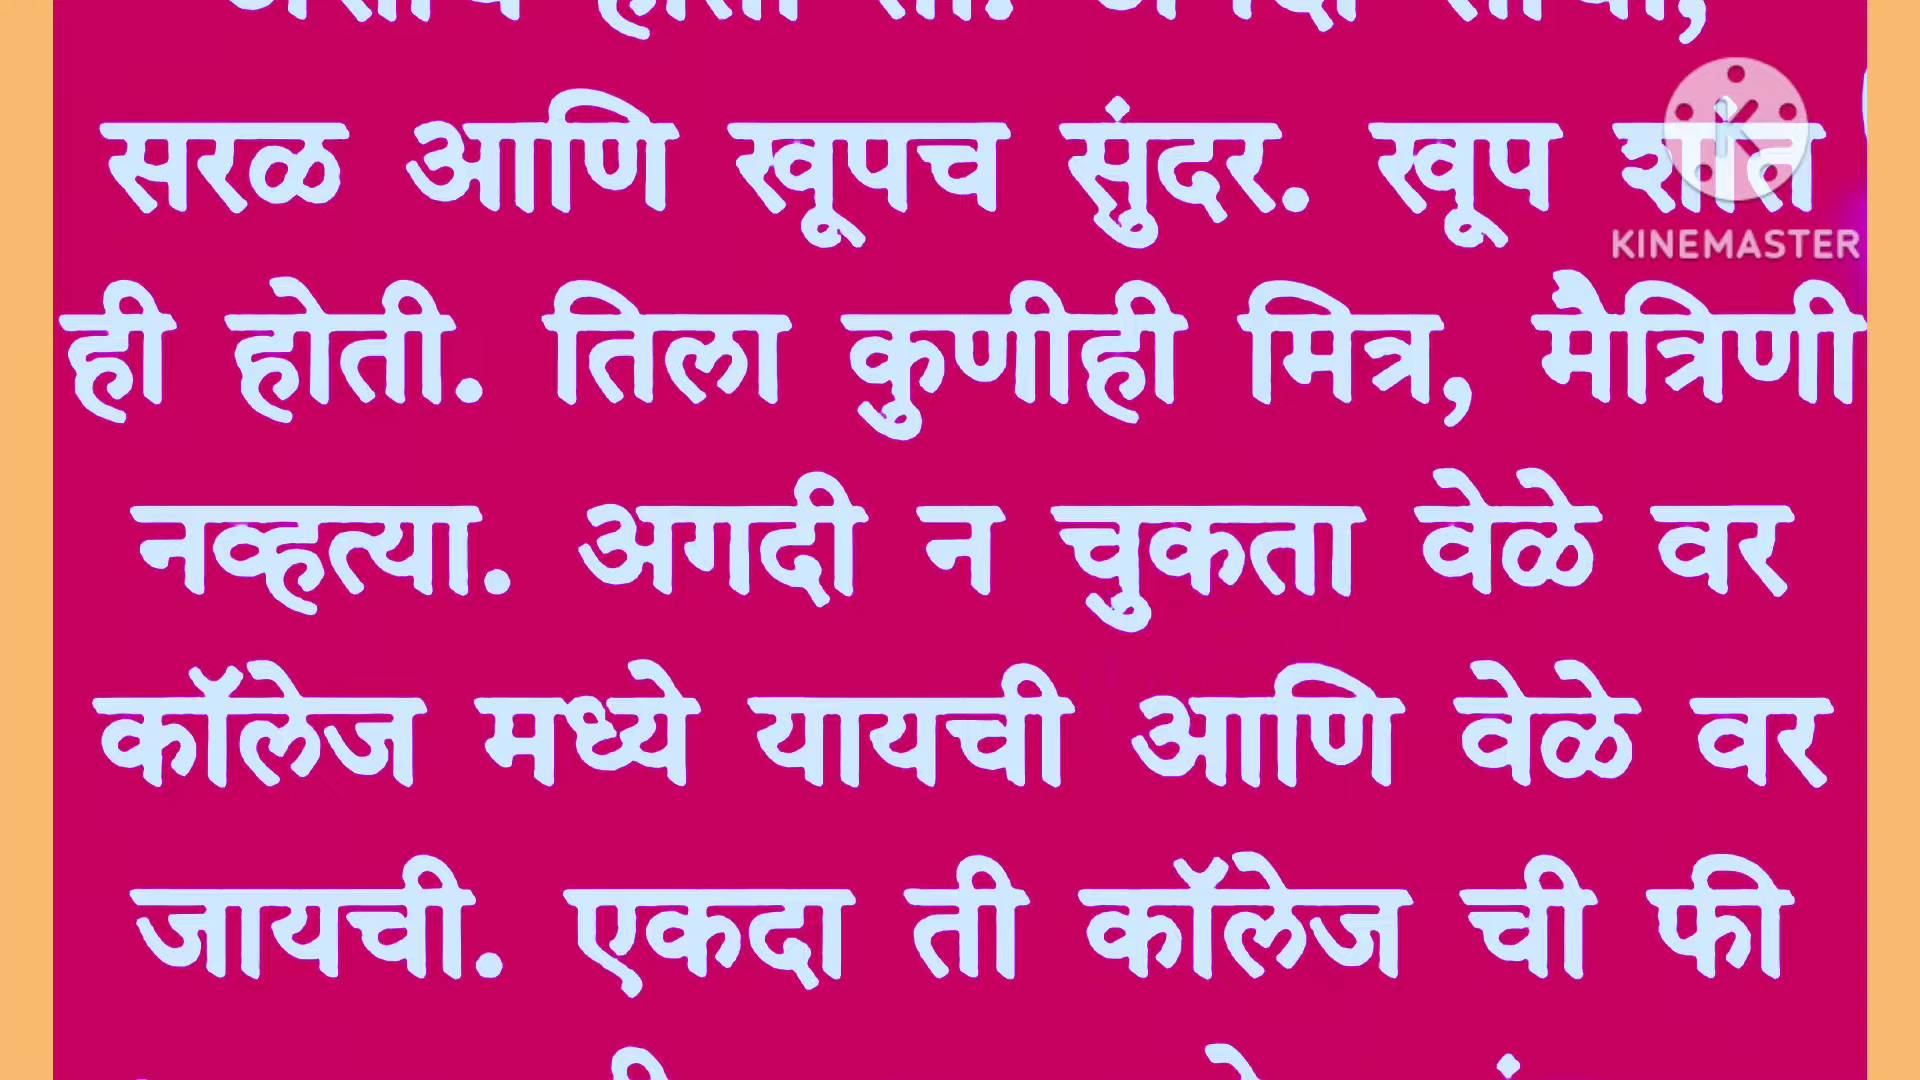 सरळ आणि खूपच सुंदर. खूप शांत
ही होती. तिला कुणीही मित्र, मैत्रिणी
नव्हत्या. अगदी न चुकता वेळे वर
कॉलेज मध्ये यायची आणि वेळे वर
जायची. एकदा ती कॉलेज ची फी
KINEMASTER